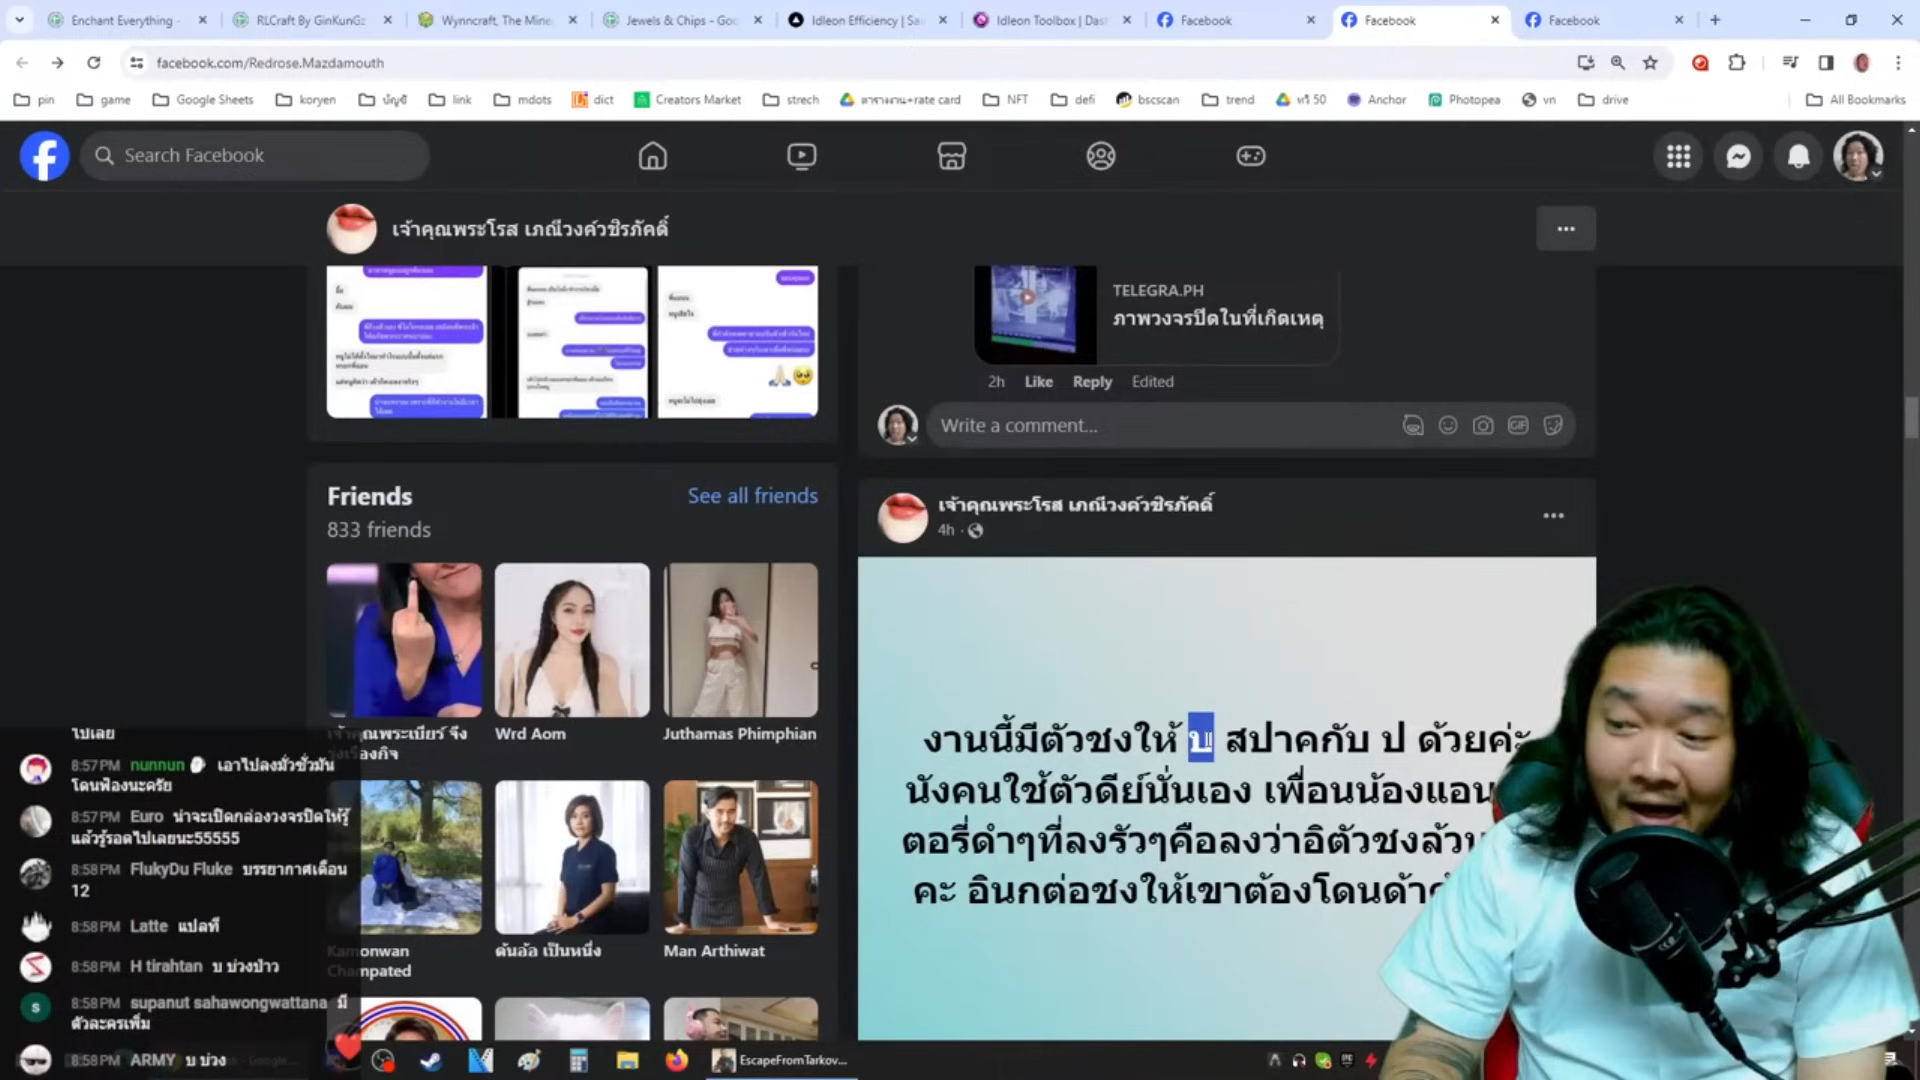 Enchant Everything -
RLCraft By GinKunGz
Wynncraft, The Mine
Jewels & Chips - Goo
Idleon Efficiency | Sa
Idleon Toolbox | Das
Facebook
Facebook
Facebook
facebook.com/Redrose.Mazdamouth
pin
game
Google Sheets
koryen
บัญชี
link
mdots
dict
Creators Market
strech
ตารางงาน+rate card
NFT
defi
bscscan
trend
ทวิ 50
Anchor
Photopea
vn
drive
All Bookmarks
Search Facebook
เจ้าคุณพระโรส เภณีวงค์วชิรภัคดิ์
TELEGRA.PH
ภาพวงจรปิดในที่เกิดเหตุ
2h Like Reply Edited
Write a comment...
GIF
Friends
See all friends
833 friends
เจ้าคุณพระเบียร์ จึง
รุ่งเรืองกิจ
Wrd Aom
Juthamas Phimphian
Kamonwan
Champated
ต้นอ้อ เป็นหนึ่ง
Man Arthiwat
เจ้าคุณพระโรส เภณีวงค์วชิรภัคดิ์
4h
งานนี้มีตัวชงให้ บ สปาคกับ ป ด้วยค่ะ
นังคนใช้ตัวดีย์นั่นเอง เพื่อนน้องแอน
ตอรี่ดำๆที่ลงรัวๆคือลงว่าอิตัวชงล้วน
คะ อินกต่อชงให้เขาต้องโดนด้า
ไปเลย
8:57PM nunnun เอาไปลงมั่วซั่วมัน
โดนฟ้องนะครัย
8:57PM Euro น่าจะเปิดกล่องวงจรปิดให้รู้
แล้วรู้รอดไปเลยนะ55555
8:58PM FlukyDu Fluke บรรยากาศเดือน
12
8:58PM Latte แปลที
8:58PM H tirahtan บ บ่วงป่าว
8:58PM supanut sahawongwattana มี
ตัวละครเพิ่ม
8:58PM ARMY บ บ่วง
EscapeFromTarkov...